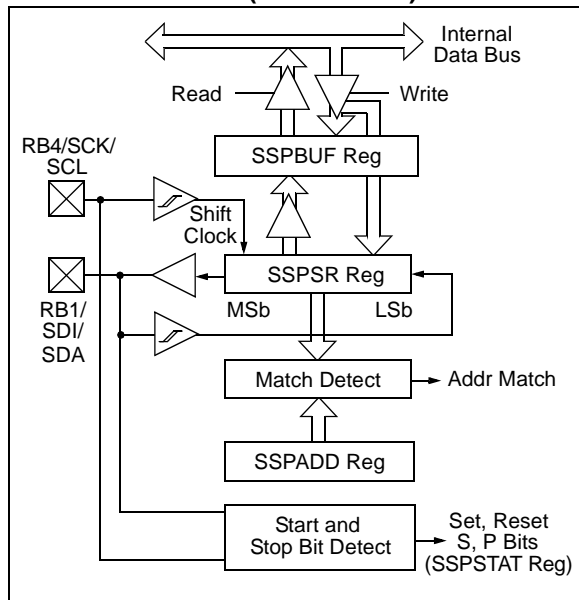 Internal
Data Bus
Read
Write
SSPBUF Reg
RB4/SCK/
SCL
Shift
Clock
SSPSR Reg
MSb
LSb
RB1/
SDI/
SDA
Match Detect
Addr Match
SSPADD Reg
Start and
Stop Bit Detect
Set, Reset
S, P Bits
(SSPSTAT Reg)